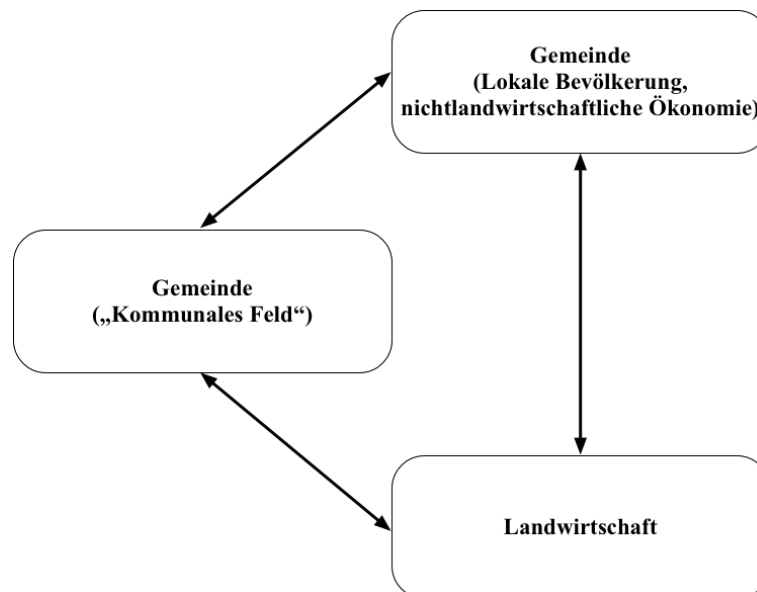 Gemeinde
(Lokale Bevölkerung,
nichtlandwirtschaftliche Ökonomie)
Gemeinde
(„Kommunales Feld“)
Landwirtschaft